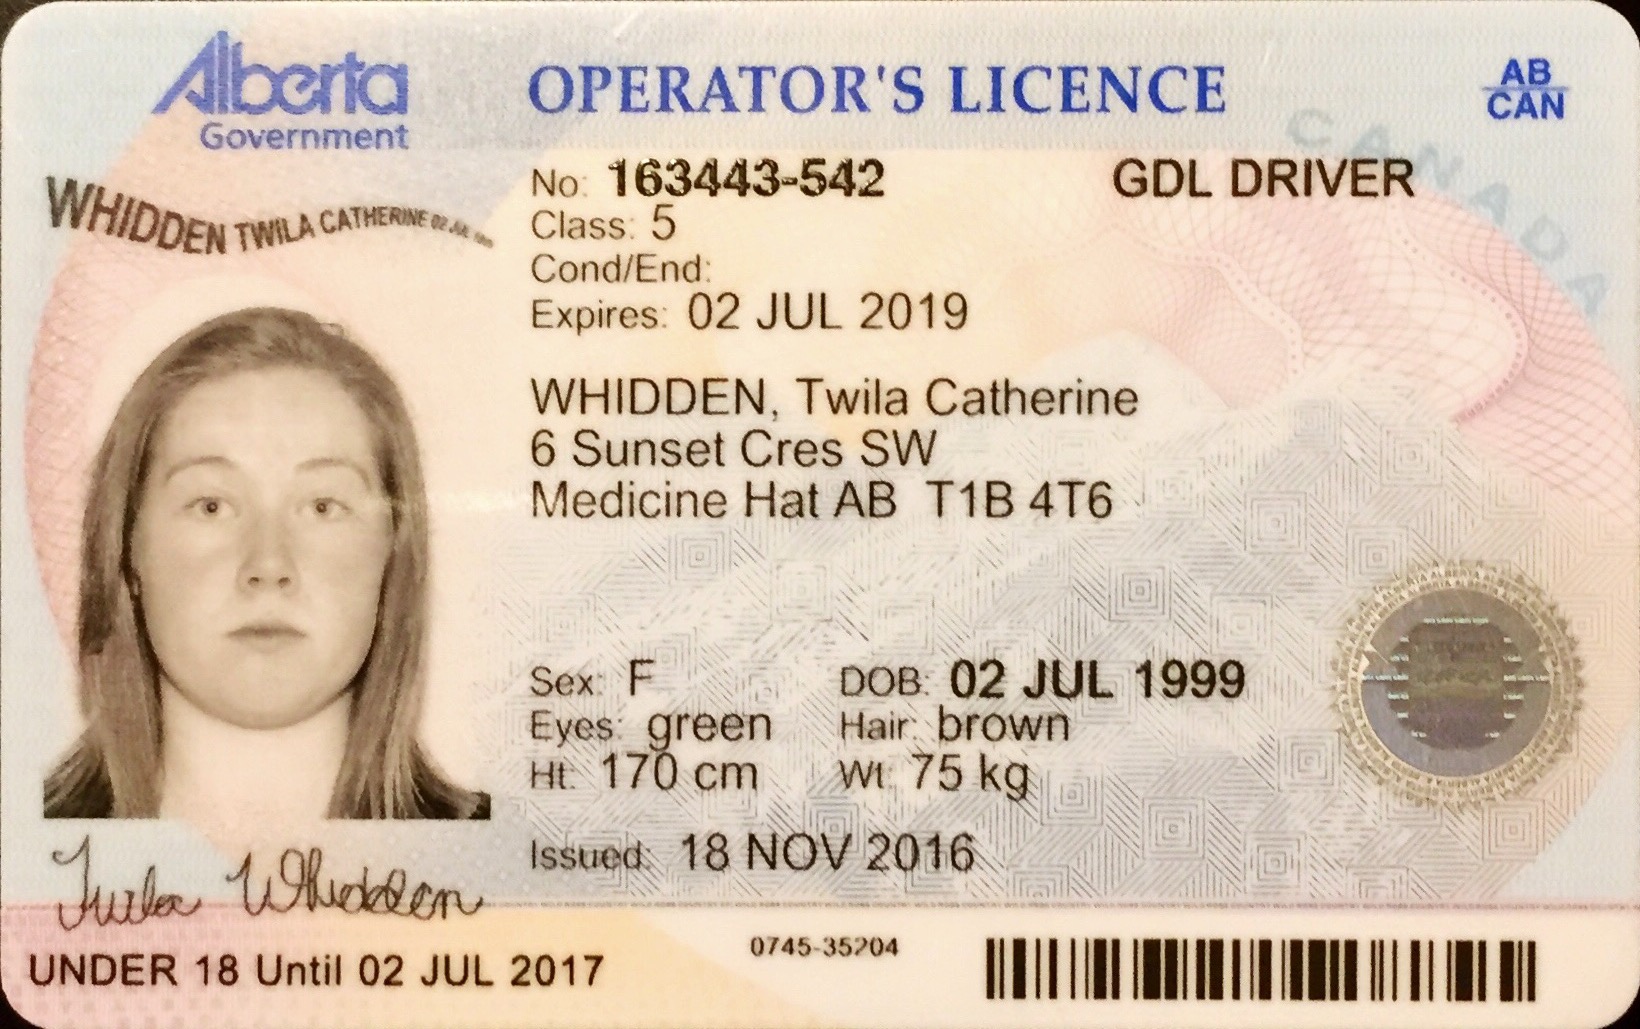 Alberta
Government
OPERATOR'S LICENCE
AB
CAN
CANADA
WHIDDEN TWILA CATHERINE 02 JUL
No: 163443-542
GDL DRIVER
Class: 5
Cond/End:
Expires: 02 JUL 2019
WHIDDEN, Twila Catherine
6 Sunset Cres SW
Medicine Hat AB T1B 4T6
Sex: F
DOB: 02 JUL 1999
Eyes: green
Hair: brown
Ht: 170 cm
Wt: 75 kg
Issued: 18 NOV 2016
Twila Whidden
UNDER 18 Until 02 JUL 2017
0745-35204